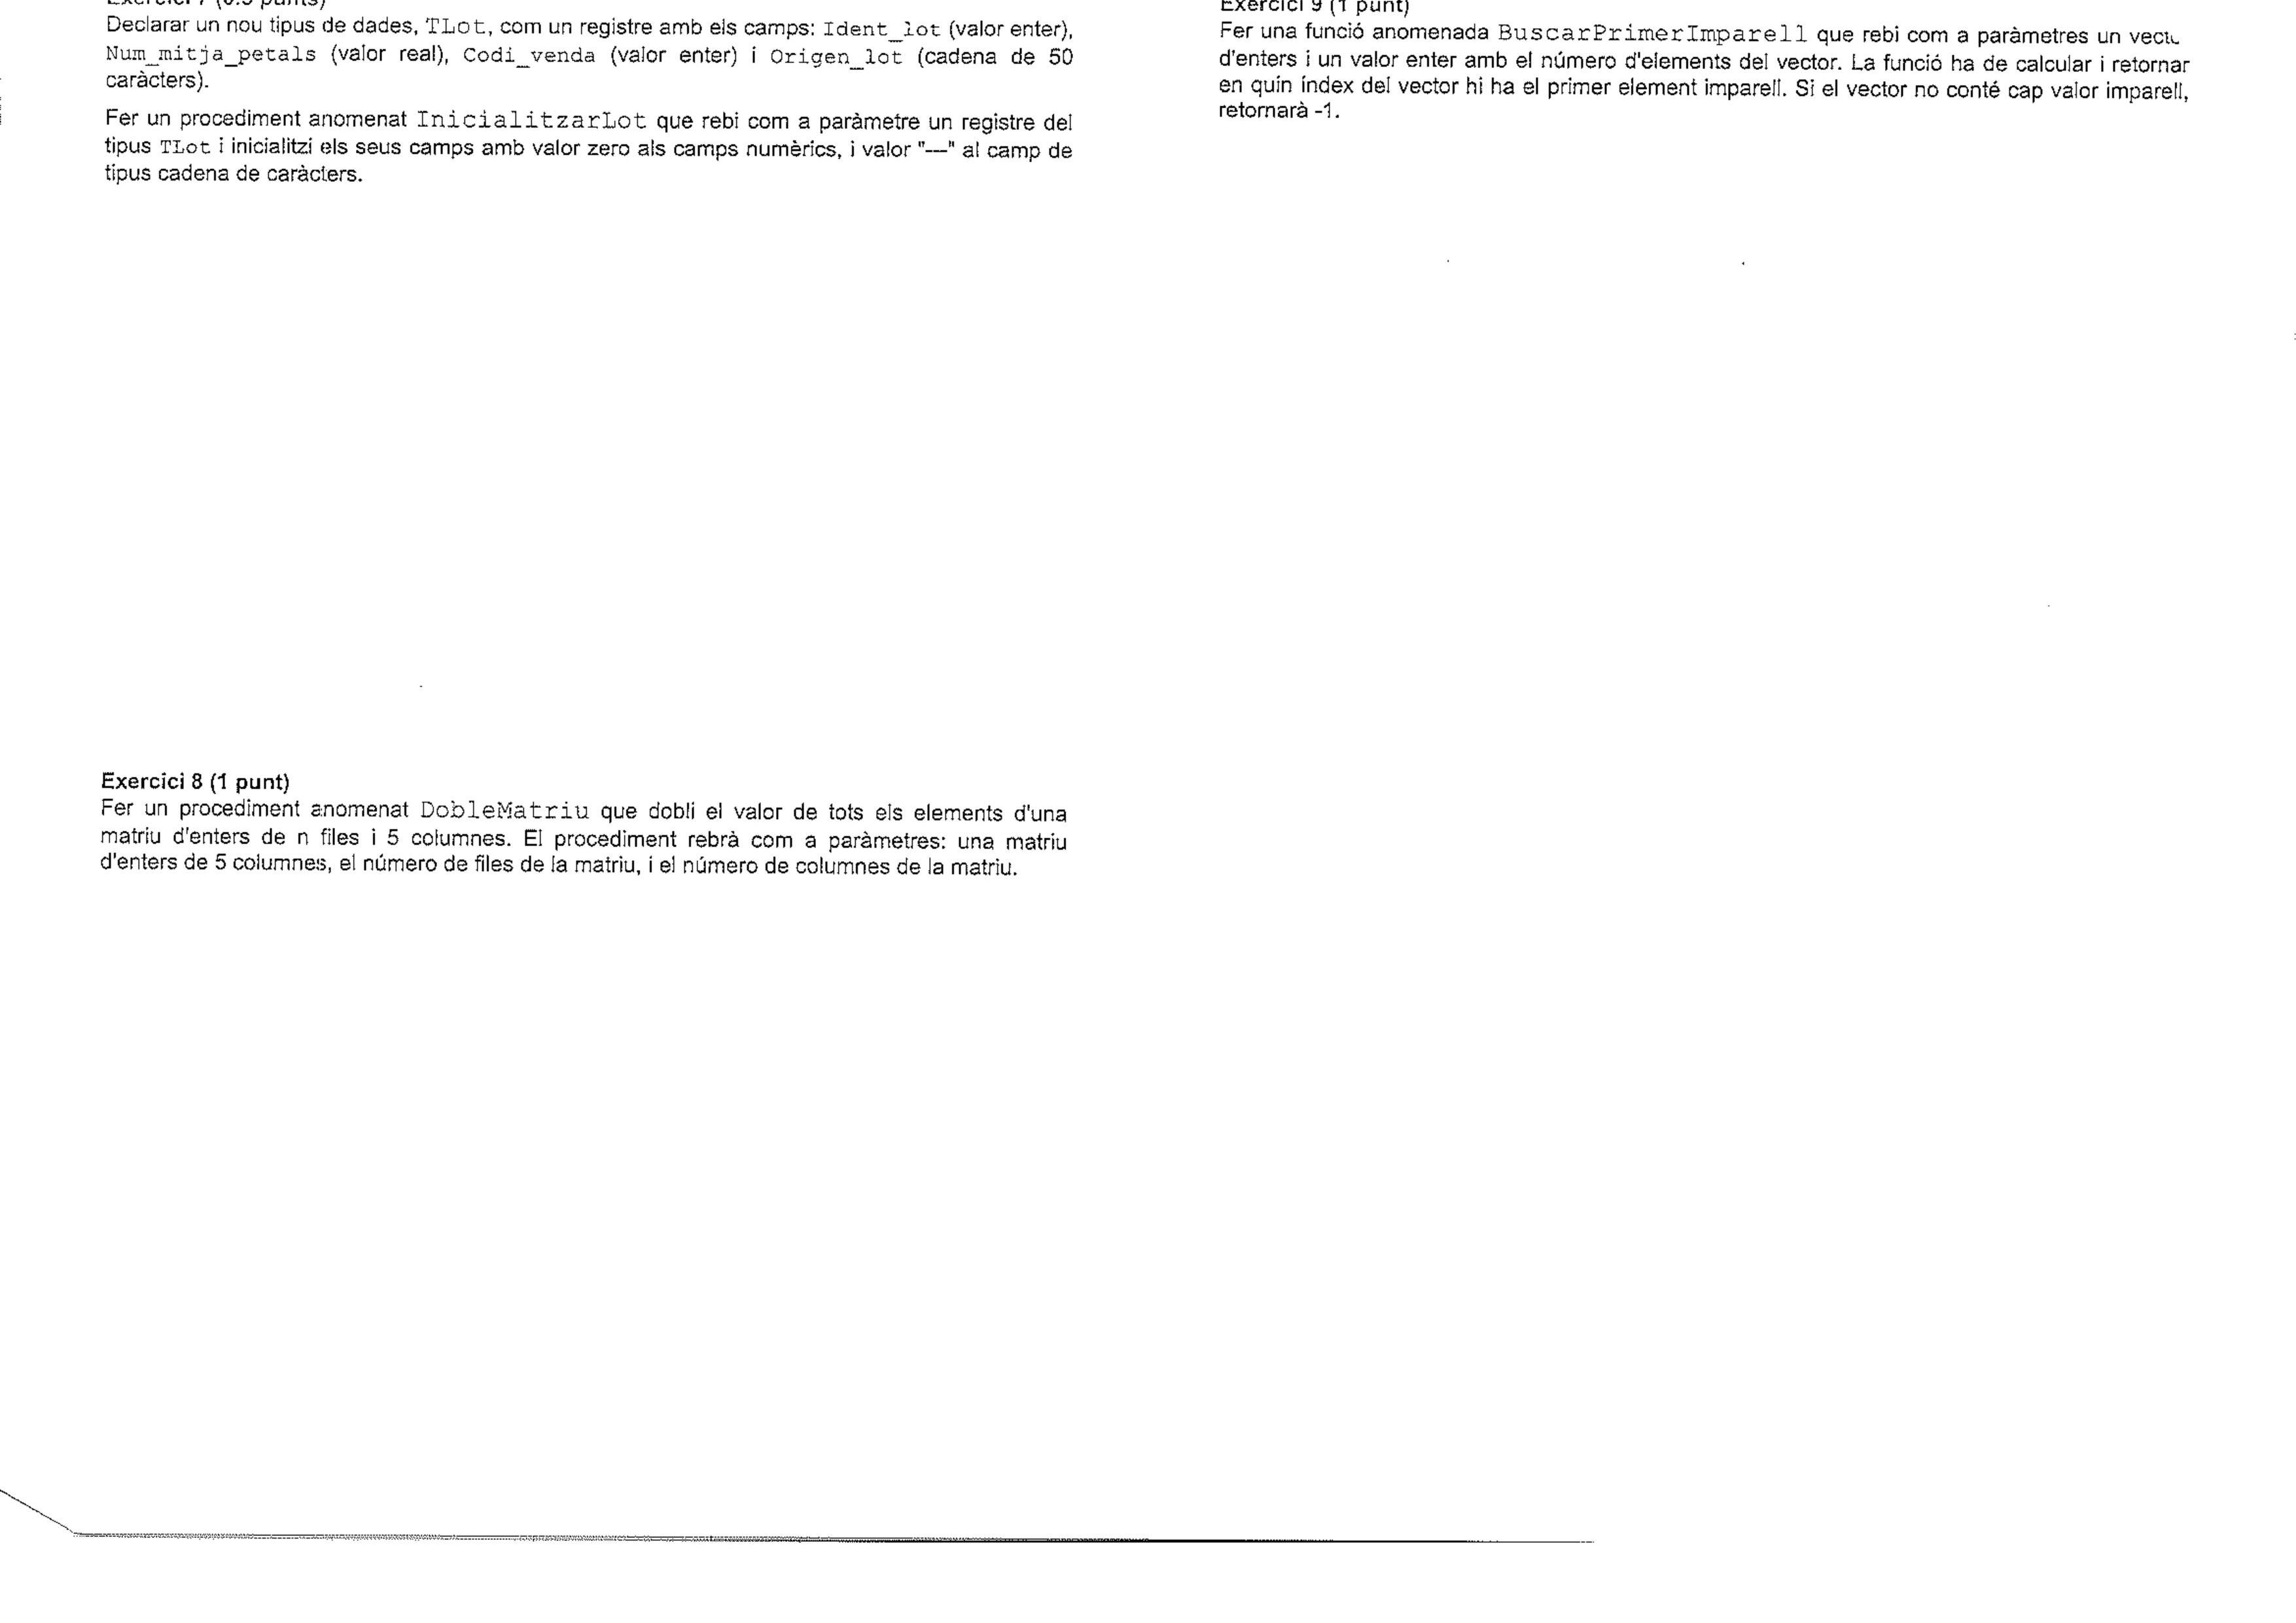 Exercici 7 (0.5 punts)
Declarar un nou tipus de dades, TLot, com un registre amb els camps: Ident_lot (valor enter),
Num_mitja_petals (valor real), Codi_venda (valor enter) i Origen_lot (cadena de 50
caràcters).
Fer un procediment anomenat InicialitzarLot que rebi com a paràmetre un registre del
tipus TLot i inicialitzi els seus camps amb valor zero als camps numèrics, i valor "---" al camp de
tipus cadena de caràcters.
Exercici 8 (1 punt)
Fer un procediment anomenat DobleMatriu que dobli el valor de tots els elements d'una
matriu d'enters de n files i 5 columnes. El procediment rebrà com a paràmetres: una matriu
d'enters de 5 columnes, el número de files de la matriu, i el número de columnes de la matriu.
Exercici 9 (1 punt)
Fer una funció anomenada BuscarPrimerImparell que rebi com a paràmetres un
d'enters i un valor enter amb el número d'elements del vector. La funció ha de calcular i retornar
en quin índex del vector hi ha el primer element imparell. Si el vector no conté cap valor imparell,
retornarà -1.